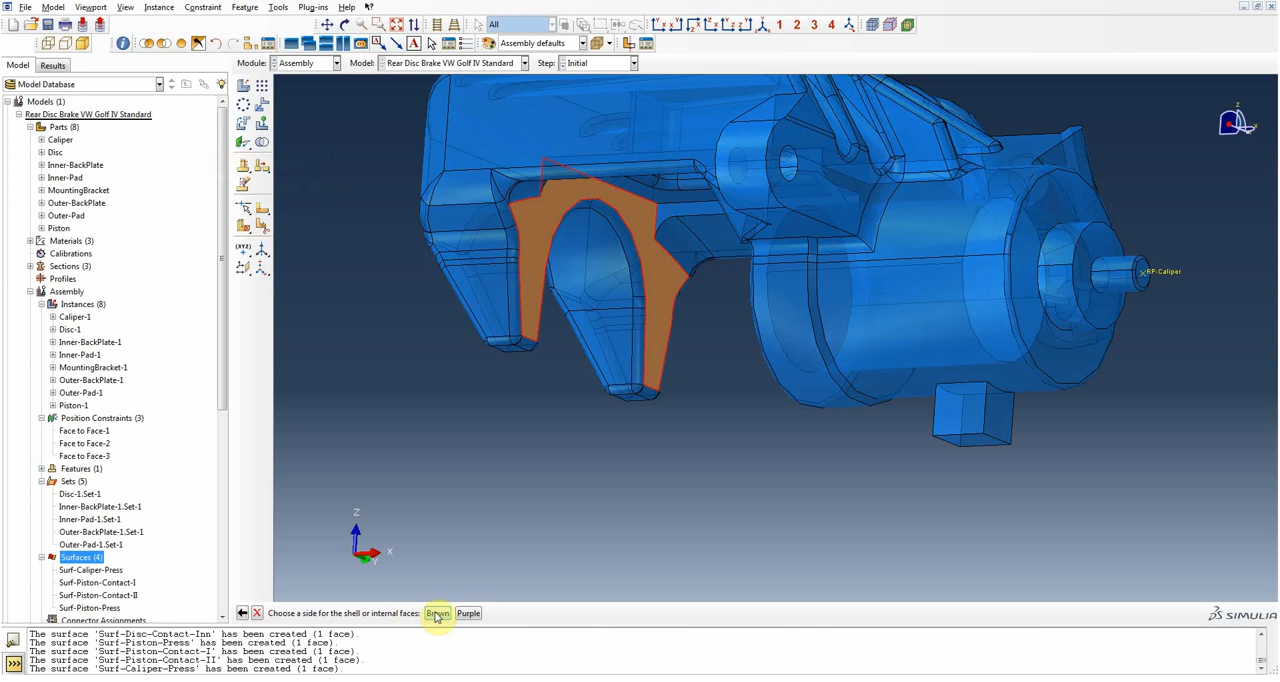 File Model Viewport View Instance Constraint Feature Tools Plug-ins Help
All 1 2 3 4
Assembly defaults
Model Results Module: Assembly Model: Rear Disc Brake VW Golf IV Standard Step: Initial
Model Database
Models (1)
Rear Disc Brake VW Golf IV Standard
Parts (8)
Caliper
Disc
Inner-BackPlate
Inner-Pad
MountingBracket
Outer-BackPlate
Outer-Pad
Piston
Materials (3)
Calibrations
Sections (3)
Profiles
Assembly
Instances (8)
Caliper-1
Disc-1
Inner-BackPlate-1
Inner-Pad-1
MountingBracket-1
Outer-BackPlate-1
Outer-Pad-1
Piston-1
Position Constraints (3)
Face to Face-1
Face to Face-2
Face to Face-3
Features (1)
Sets (5)
Disc-1.Set-1
Inner-BackPlate-1.Set-1
Inner-Pad-1.Set-1
Outer-BackPlate-1.Set-1
Outer-Pad-1.Set-1
Surfaces (4)
Surf-Caliper-Press
Surf-Piston-Contact-I
Surf-Piston-Contact-II
Surf-Piston-Press
Connector Assignments
(XYZ)
Z
RP-Caliper
Z
X
Y
Choose a side for the shell or internal faces: Brown Purple
SIMULIA
The surface 'Surf-Disc-Contact-Inn' has been created (1 face).
The surface 'Surf-Piston-Press' has been created (1 face).
The surface 'Surf-Piston-Contact-I' has been created (1 face).
The surface 'Surf-Piston-Contact-II' has been created (1 face).
The surface 'Surf-Caliper-Press' has been created (1 face).